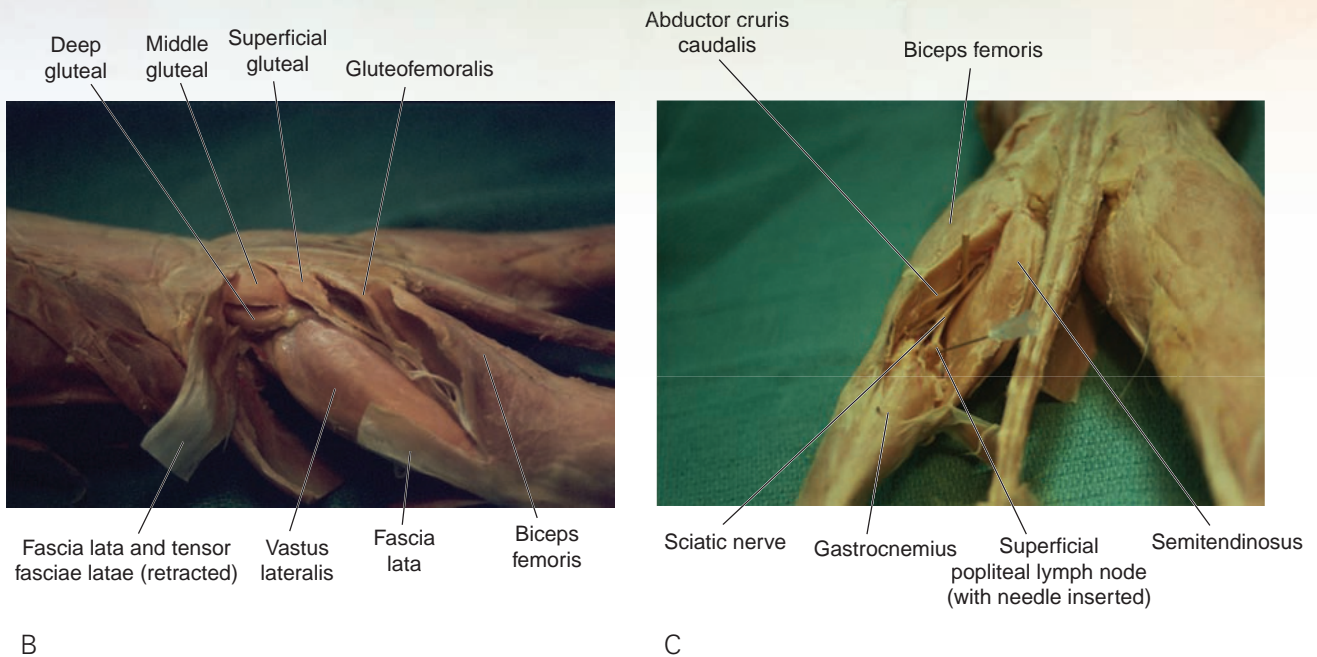 Deep
gluteal
Middle
gluteal
Superficial
gluteal
Gluteofemoralis
Fascia lata and tensor
fasciae latae (retracted)
Vastus
lateralis
Fascia
lata
Biceps
femoris
B
Abductor cruris
caudalis
Biceps femoris
Sciatic nerve
Gastrocnemius
Superficial
popliteal lymph node
(with needle inserted)
Semitendinosus
C